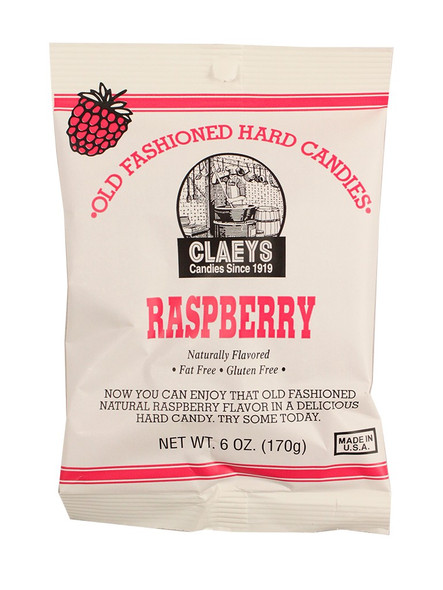 •OLD FASHIONED HARD CANDIES•
CLAEYS
Candies Since 1919
RASPBERRY
Naturally Flavored
• Fat Free • Gluten Free •
NOW YOU CAN ENJOY THAT OLD FASHIONED
NATURAL RASPBERRY FLAVOR IN A DELICIOUS
HARD CANDY. TRY SOME TODAY.
NET WT. 6 OZ. (170g)
MADE IN
U.S.A.